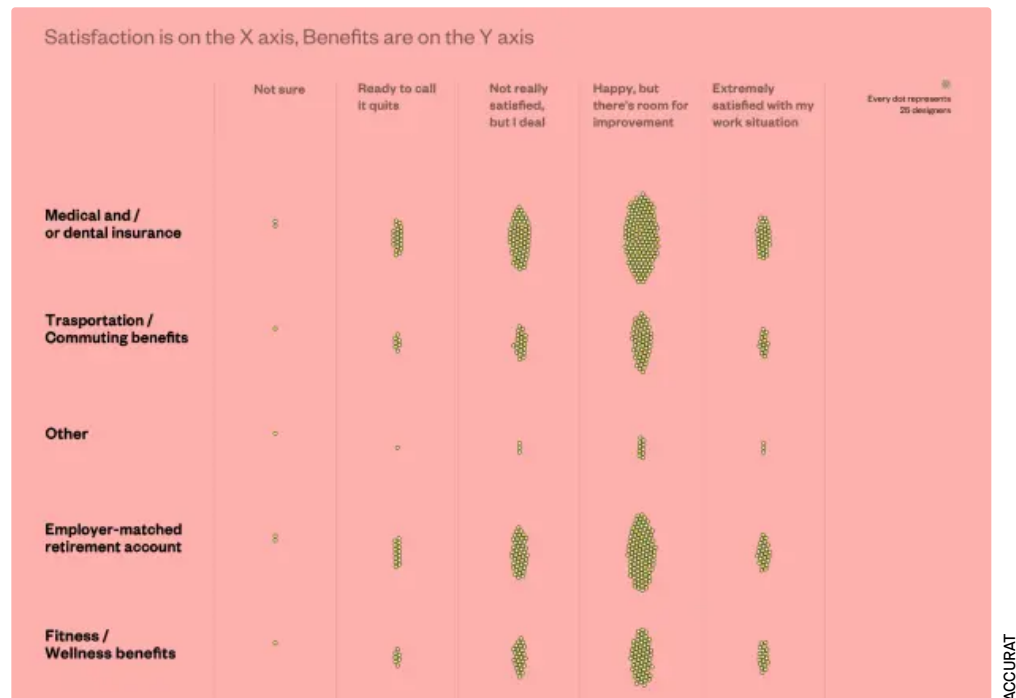 Satisfaction is on the X axis, Benefits are on the Y axis
Not sure
Ready to call
it quits
Not really
satisfied,
but I deal
Happy, but
there's room for
improvement
Extremely
satisfied with my
work situation
Every dot represents
25 designers
Medical and /
or dental insurance
Trasportation /
Commuting benefits
Other
Employer-matched
retirement account
Fitness /
Wellness benefits
ACCURAT